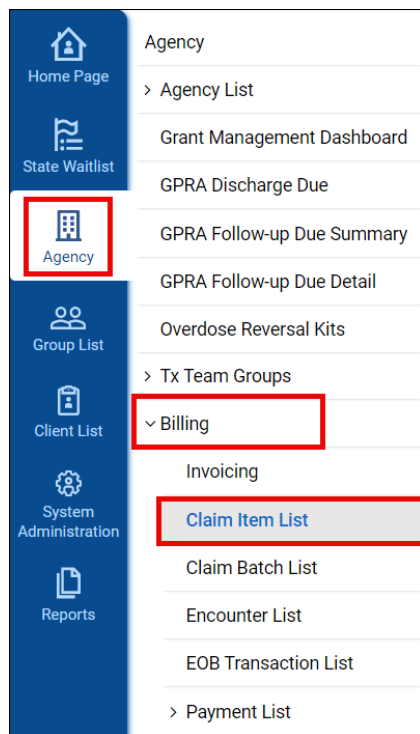 Home Page
State Waitlist
Agency
Group List
Client List
System
Administration
Reports
Agency
Agency List
Grant Management Dashboard
GPRA Discharge Due
GPRA Follow-up Due Summary
GPRA Follow-up Due Detail
Overdose Reversal Kits
Tx Team Groups
Billing
Invoicing
Claim Item List
Claim Batch List
Encounter List
EOB Transaction List
Payment List